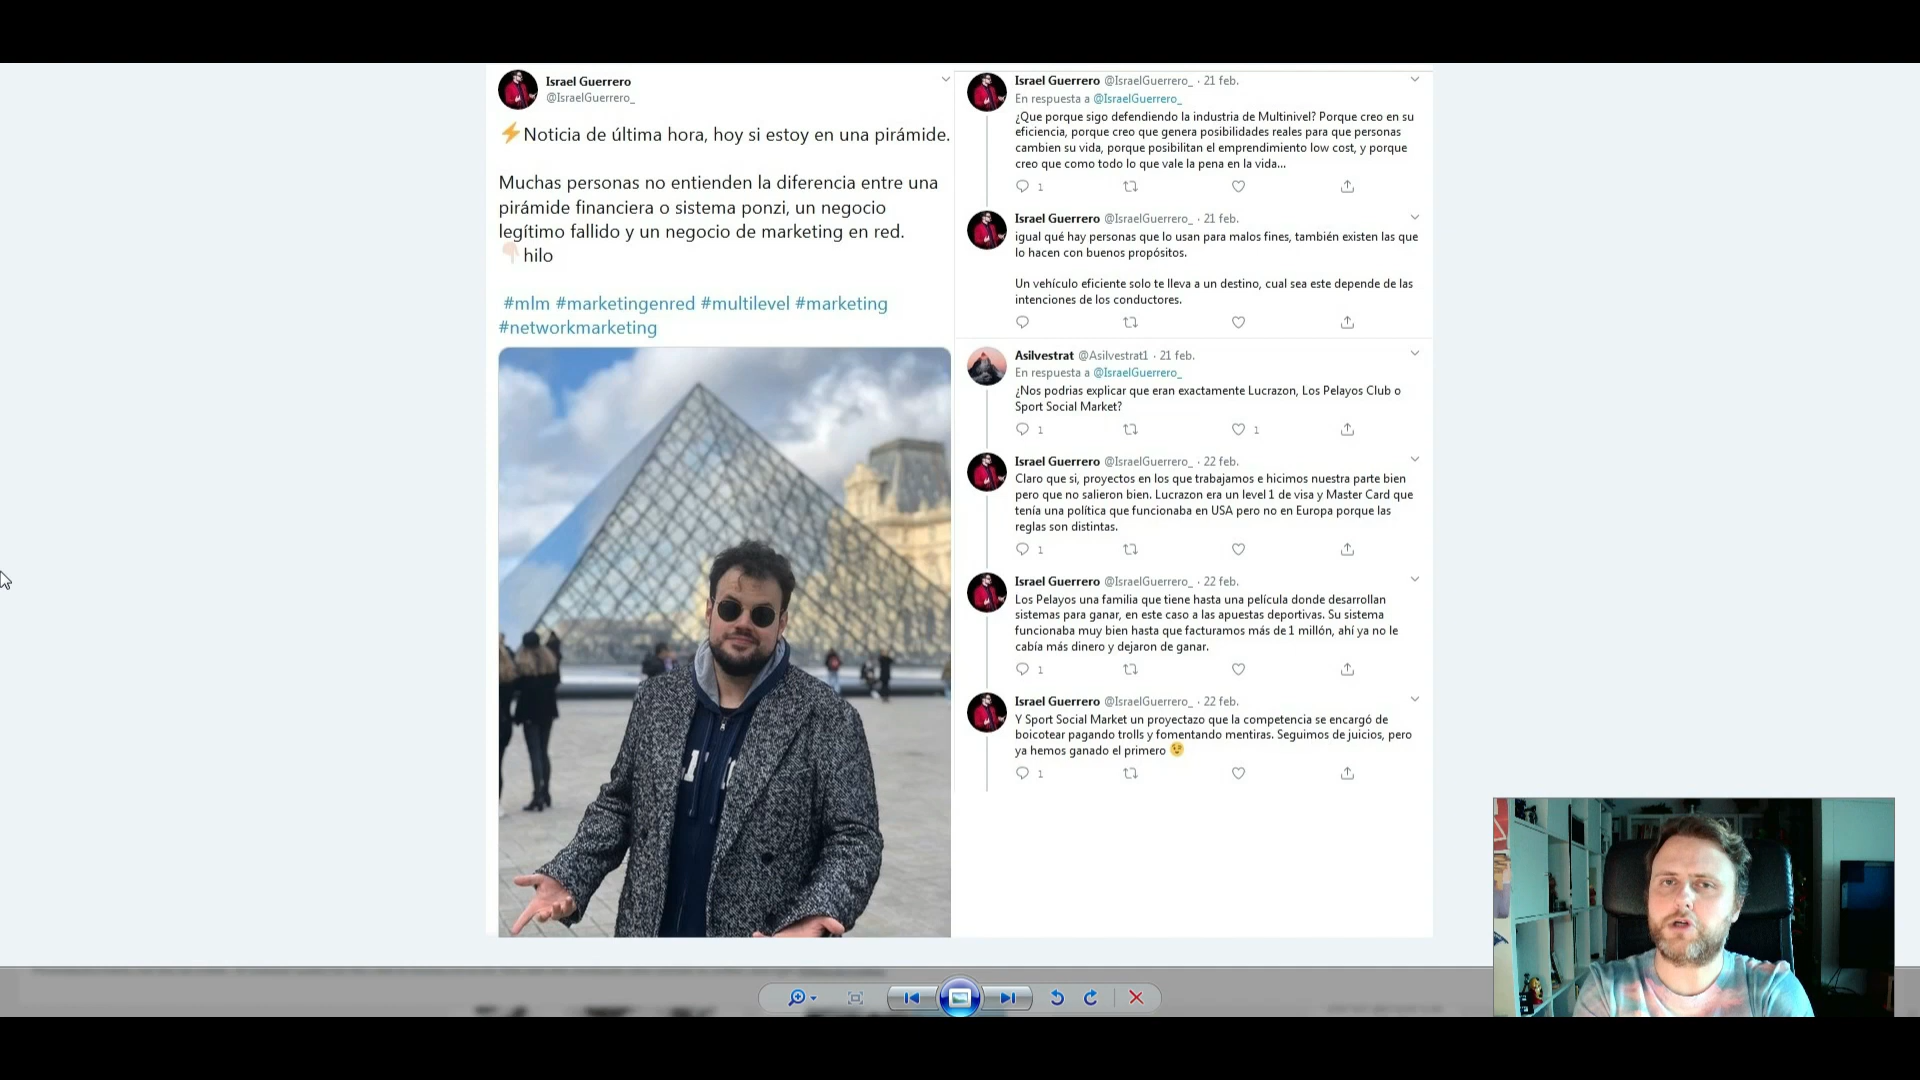 Israel Guerrero
@IsraelGuerrero_
⚡Noticia de última hora, hoy si estoy en una pirámide.
Muchas personas no entienden la diferencia entre una
pirámide financiera o sistema ponzi, un negocio
legítimo fallido y un negocio de marketing en red.
👇🏻hilo
#mlm #marketingenred #multilevel #marketing
#networkmarketing
Israel Guerrero @IsraelGuerrero_ · 21 feb.
En respuesta a @IsraelGuerrero_
¿Que porque sigo defendiendo la industria de Multinivel? Porque creo en su
eficiencia, porque creo que genera posibilidades reales para que personas
cambien su vida, porque posibilitan el emprendimiento low cost, y porque
creo que como todo lo que vale la pena en la vida...
1
Israel Guerrero @IsraelGuerrero_ · 21 feb.
igual qué hay personas que lo usan para malos fines, también existen las que
lo hacen con buenos propósitos.
Un vehículo eficiente solo te lleva a un destino, cual sea este depende de las
intenciones de los conductores.
Asilvestrat @Asilvestrat1 · 21 feb.
En respuesta a @IsraelGuerrero_
¿Nos podrias explicar que eran exactamente Lucrazon, Los Pelayos Club o
Sport Social Market?
1 1
Israel Guerrero @IsraelGuerrero_ · 22 feb.
Claro que si, proyectos en los que trabajamos e hicimos nuestra parte bien
pero que no salieron bien. Lucrazon era un level 1 de visa y Master Card que
tenía una política que funcionaba en USA pero no en Europa porque las
reglas son distintas.
1
Israel Guerrero @IsraelGuerrero_ · 22 feb.
Los Pelayos una familia que tiene hasta una película donde desarrollan
sistemas para ganar, en este caso a las apuestas deportivas. Su sistema
funcionaba muy bien hasta que facturamos más de 1 millón, ahí ya no le
cabía más dinero y dejaron de ganar.
1
Israel Guerrero @IsraelGuerrero_ · 22 feb.
Y Sport Social Market un proyectazo que la competencia se encargó de
boicotear pagando trolls y fomentando mentiras. Seguimos de juicios, pero
ya hemos ganado el primero 😉
1